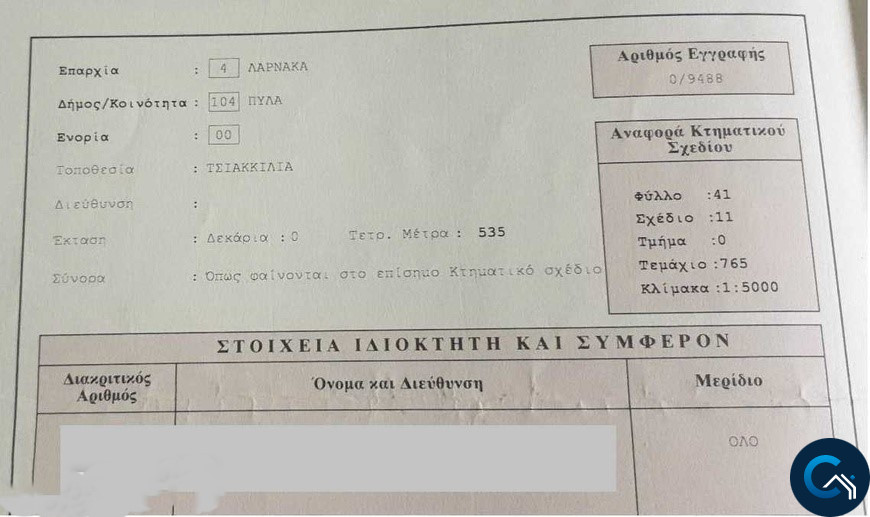 Επαρχία : 4 ΛΑΡΝΑΚΑ
Δήμος/Κοινότητα : 104 ΠΥΛΑ
Ενορία : 00
Τοποθεσία : ΤΣΙΑΚΚΙΛΙΑ
Διεύθυνση :
Έκταση : Δεκάρια : 0 Τετρ. Μέτρα : 535
Σύνορα : Όπως φαίνονται στο επίσημο Κτηματικό σχέδιο
Αριθμός Εγγραφής
0/9488
Αναφορά Κτηματικού
Σχεδίου
Φύλλο :41
Σχέδιο :11
Τμήμα :0
Τεμάχιο :765
Κλίμακα :1:5000
ΣΤΟΙΧΕΙΑ ΙΔΙΟΚΤΗΤΗ ΚΑΙ ΣΥΜΦΕΡΟΝ
Διακριτικός
Αριθμός
Όνομα και Διεύθυνση
Μερίδιο
ΟΛΟ